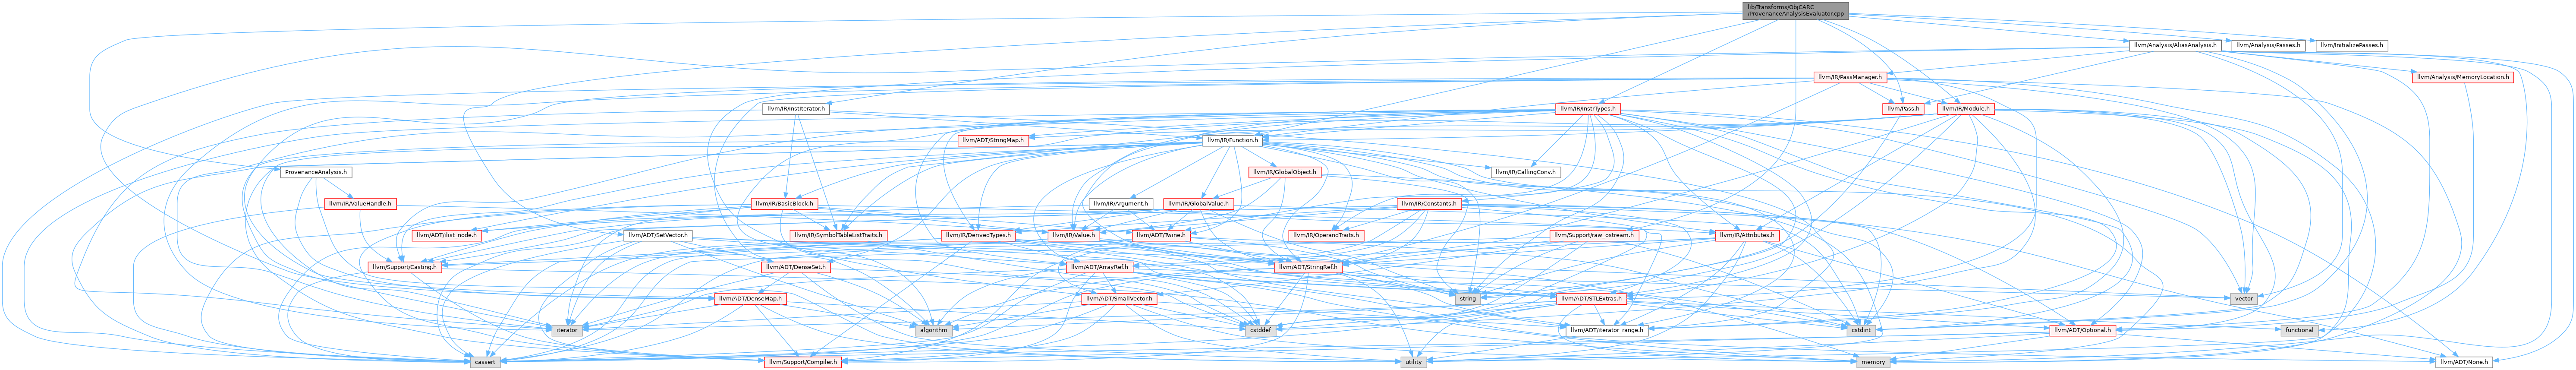 lib/Transforms/ObjCARC
/ProvenanceAnalysisEvaluator.cpp
llvm/Analysis/AliasAnalysis.h
llvm/Analysis/Passes.h
llvm/InitializePasses.h
llvm/IR/PassManager.h
llvm/Analysis/MemoryLocation.h
llvm/IR/InstIterator.h
llvm/IR/InstrTypes.h
llvm/Pass.h
llvm/IR/Module.h
llvm/ADT/StringMap.h
llvm/IR/Function.h
ProvenanceAnalysis.h
llvm/IR/GlobalObject.h
llvm/IR/CallingConv.h
llvm/IR/ValueHandle.h
llvm/IR/BasicBlock.h
llvm/IR/Argument.h
llvm/IR/GlobalValue.h
llvm/IR/Constants.h
llvm/ADT/ilist_node.h
llvm/ADT/SetVector.h
llvm/IR/SymbolTableListTraits.h
llvm/IR/DerivedTypes.h
llvm/IR/Value.h
llvm/ADT/Twine.h
llvm/IR/OperandTraits.h
llvm/Support/raw_ostream.h
llvm/IR/Attributes.h
llvm/Support/Casting.h
llvm/ADT/DenseSet.h
llvm/ADT/ArrayRef.h
llvm/ADT/StringRef.h
llvm/ADT/DenseMap.h
llvm/ADT/SmallVector.h
string
llvm/ADT/STLExtras.h
vector
iterator
algorithm
cstddef
llvm/ADT/iterator_range.h
cstdint
llvm/ADT/Optional.h
functional
cassert
llvm/Support/Compiler.h
utility
memory
llvm/ADT/None.h